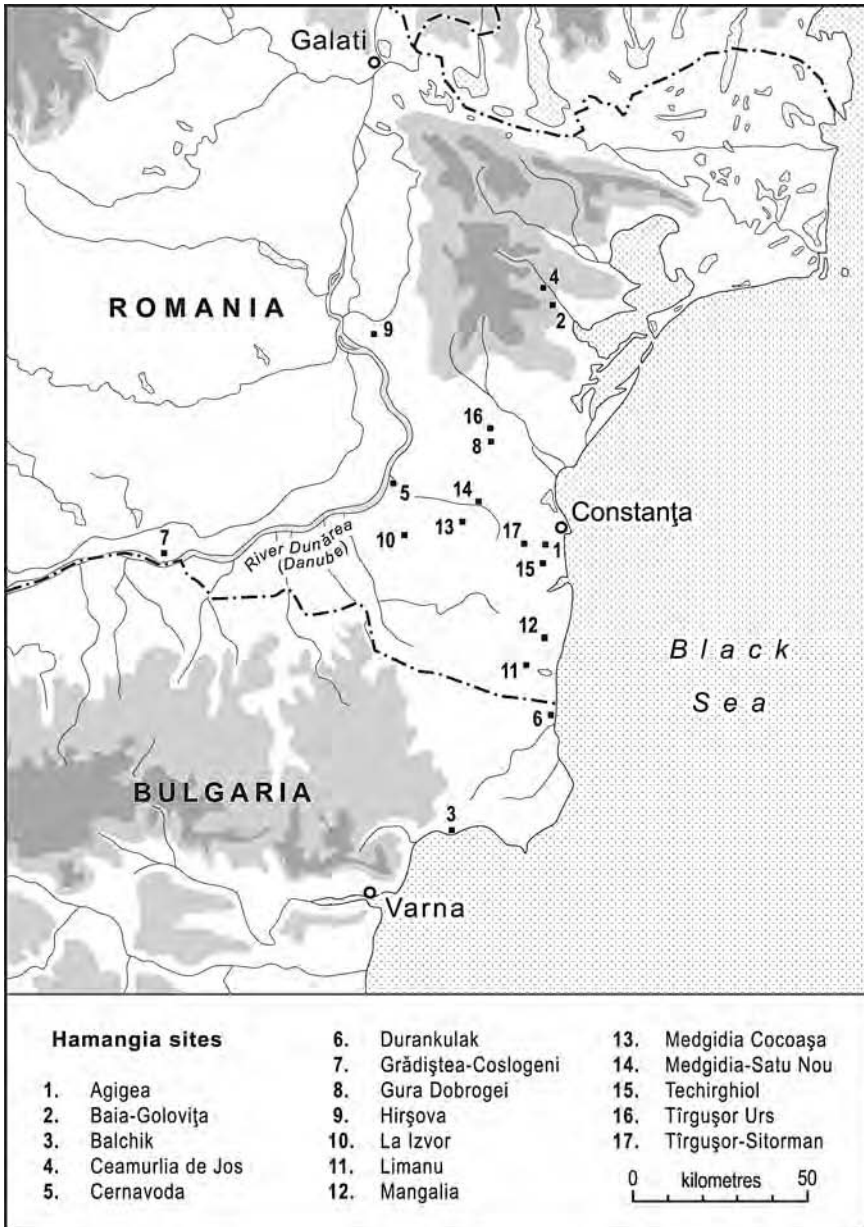 Galati
4
2
ROMANIA
9
16
8
5
14
Constanţa
7
13
10
17
1
River Dunărea
(Danube)
15
12
11
Black
Sea
6
BULGARIA
3
Varna
Hamangia sites
1. Agigea
2. Baia-Goloviţa
3. Balchik
4. Ceamurlia de Jos
5. Cernavoda
6. Durankulak
7. Grădiştea-Coslogeni
8. Gura Dobrogei
9. Hirşova
10. La Izvor
11. Limanu
12. Mangalia
13. Medgidia Cocoaşa
14. Medgidia-Satu Nou
15. Techirghiol
16. Tîrguşor Urs
17. Tîrguşor-Sitorman
0 kilometres 50